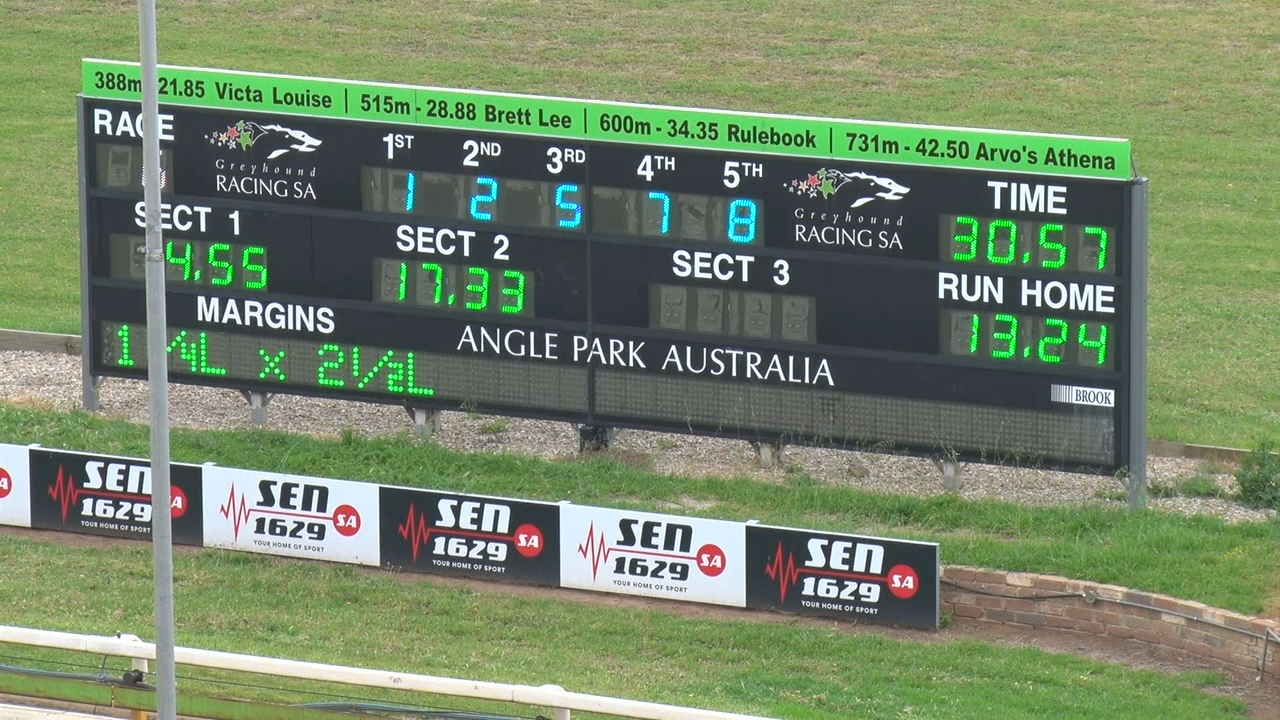 388m 21.85 Victa Louise | 515m - 28.88 Brett Lee | 600m - 34.35 Rulebook | 731m - 42.50 Arvo's Athena
RACE
Greyhound
RACING SA
1ST 2ND 3RD 4TH 5TH
1 2 5 7 8
Greyhound
RACING SA
TIME
30.57
SECT 1
4.55
SECT 2
17.33
SECT 3
RUN HOME
13.24
MARGINS
1 ¼L x 2½L
ANGLE PARK AUSTRALIA
BROOK
SA
SEN
1629
SA
YOUR HOME OF SPORT
SEN
1629
SA
YOUR HOME OF SPORT
SEN
1629
SA
YOUR HOME OF SPORT
SEN
1629
SA
YOUR HOME OF SPORT
SEN
1629
SA
YOUR HOME OF SPORT